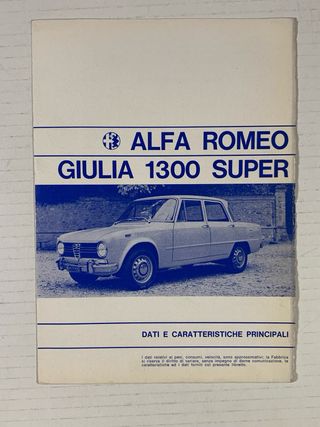 ALFA ROMEO
GIULIA 1300 SUPER
DATI E CARATTERISTICHE PRINCIPALI
I dati relativi ai pesi, consumi, velocità, sono approssimativi; la Fabbrica
si riserva il diritto di variare, senza impegno di darne comunicazione, le
caratteristiche ed i dati forniti col presente libretto.